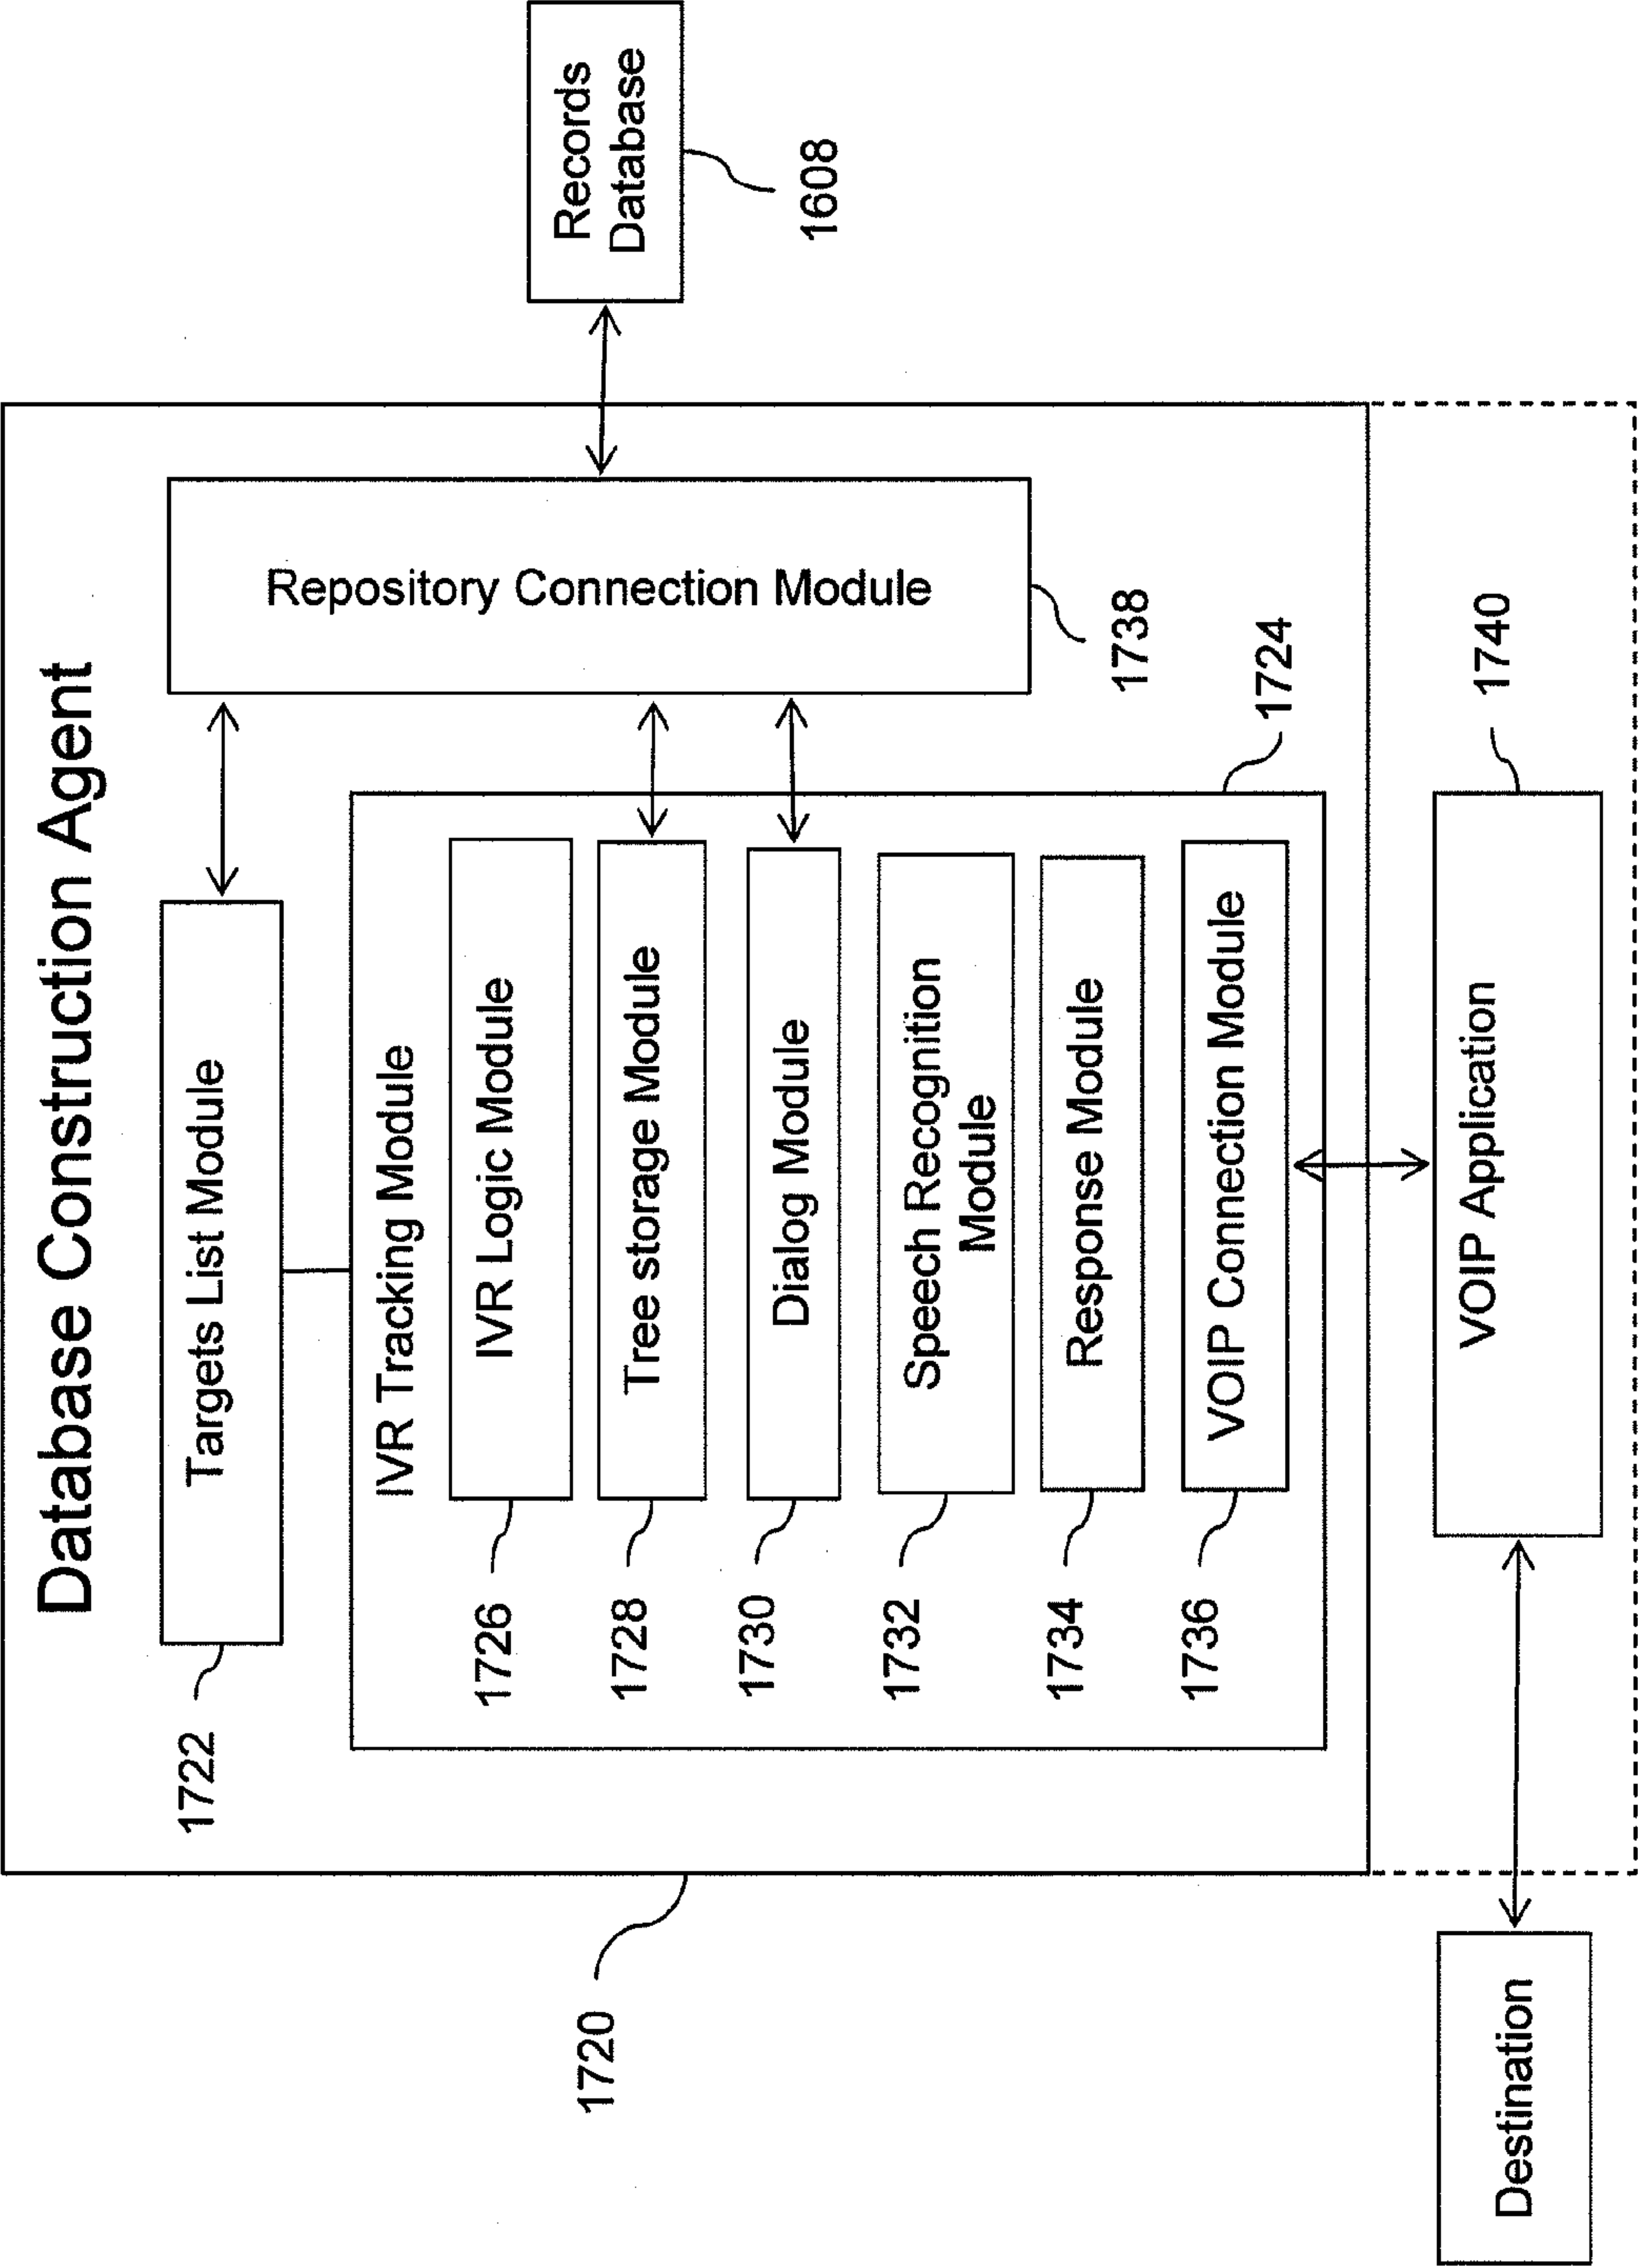 Database Construction Agent
1722
Targets List Module
IVR Tracking Module
1726
IVR Logic Module
1728
Tree storage Module
1730
Dialog Module
1732
Speech Recognition
Module
1734
Response Module
1736
VOIP Connection Module
1724
Repository Connection Module
1738
Records
Database
1608
1720
VOIP Application
1740
Destination